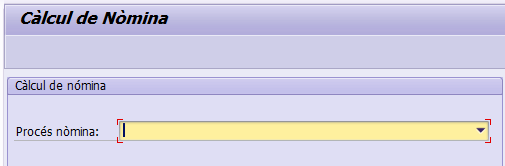 Càlcul de Nòmina
Càlcul de nómina
Procés nòmina: